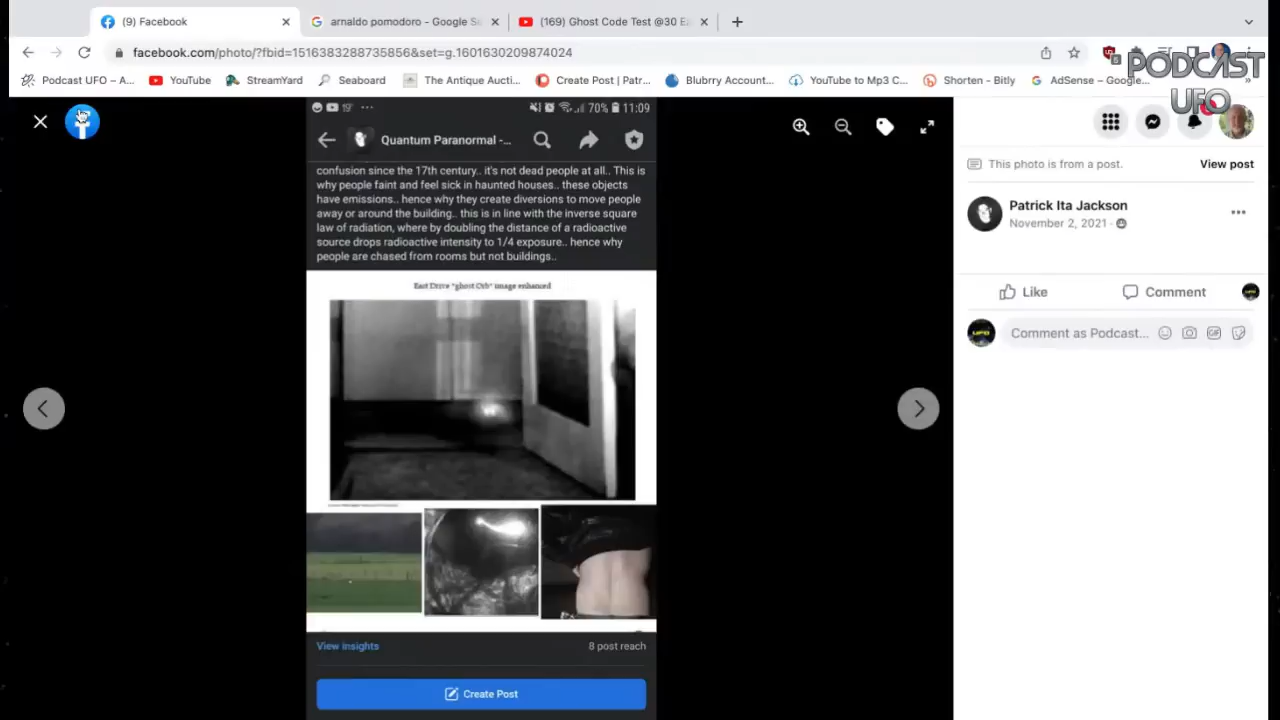 (9) Facebook
arnaldo pomodoro - Google Se
(169) Ghost Code Test @30 Ea
facebook.com/photo/?fbid=1516383288735856&set=g.1601630209874024
PODCAST
UFO
Podcast UFO – A...
YouTube
StreamYard
Seaboard
The Antique Aucti...
Create Post | Patr...
Blubrry Account...
YouTube to Mp3 C...
Shorten - Bitly
AdSense – Google...
70% 11:09
Quantum Paranormal -...
confusion since the 17th century.. it's not dead people at all.. This is
why people faint and feel sick in haunted houses.. these objects
have emissions.. hence why they create diversions to move people
away or around the building.. this is in line with the inverse square
law of radiation, where by doubling the distance of a radioactive
source drops radioactive intensity to 1/4 exposure.. hence why
people are chased from rooms but not buildings..
East Drive "ghost Orb" image enhanced
View insights
8 post reach
Create Post
This photo is from a post.
View post
Patrick Ita Jackson
November 2, 2021 ·
Like
Comment
Comment as Podcast...